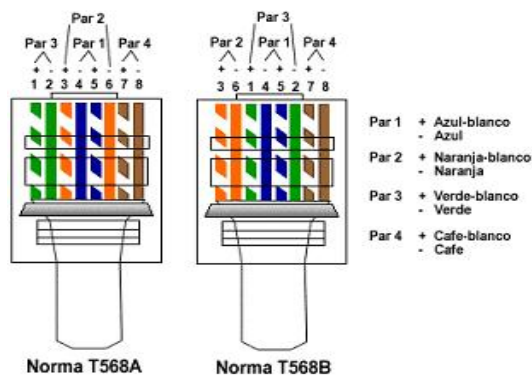 Par 2
Par 3 Par 1 Par 4
+ - + - + - + -
1 2 3 4 5 6 7 8
Norma T568A
Par 3
Par 2 Par 1 Par 4
+ - + - + - + -
3 6 1 4 5 2 7 8
Norma T568B
Par 1 + Azul-blanco
- Azul
Par 2 + Naranja-blanco
- Naranja
Par 3 + Verde-blanco
- Verde
Par 4 + Cafe-blanco
- Cafe